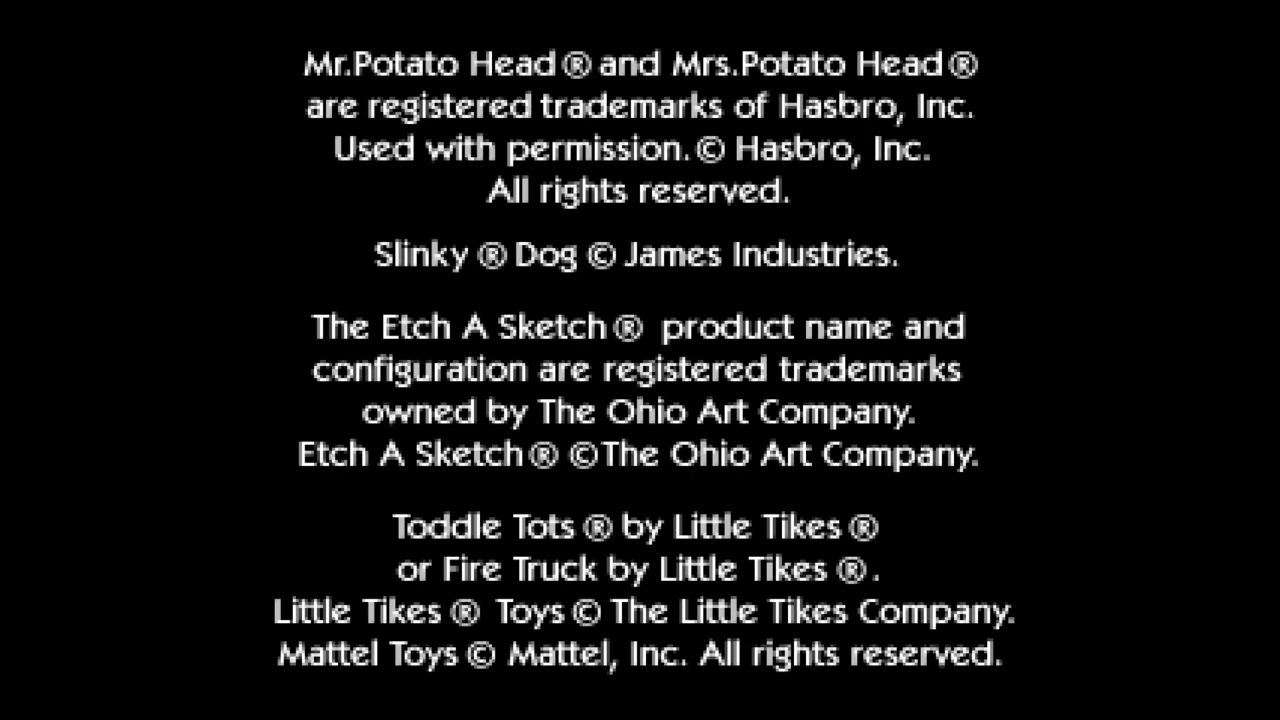 Mr.Potato Head® and Mrs.Potato Head®
are registered trademarks of Hasbro, Inc.
Used with permission. © Hasbro, Inc.
All rights reserved.
Slinky ® Dog © James Industries.
The Etch A Sketch® product name and
configuration are registered trademarks
owned by The Ohio Art Company.
Etch A Sketch® ©The Ohio Art Company.
Toddle Tots ® by Little Tikes ®
or Fire Truck by Little Tikes ® .
Little Tikes ® Toys © The Little Tikes Company.
Mattel Toys © Mattel, Inc. All rights reserved.